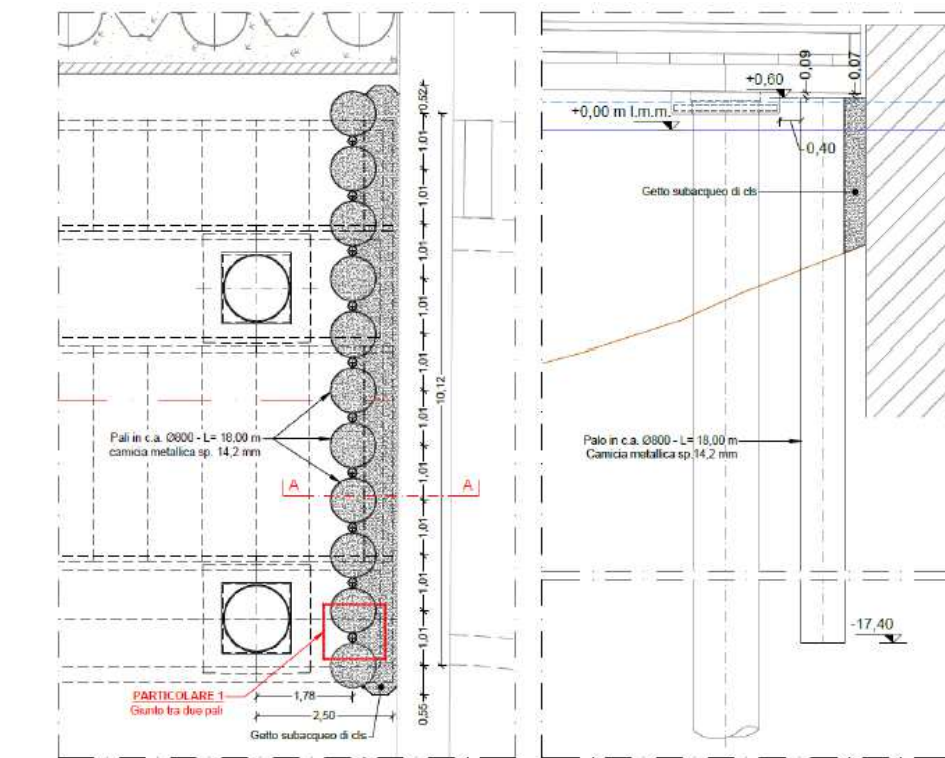 0,52
1,01
1,01
1,01
1,01
1,01
1,01
1,01
1,01
1,01
1,01
10,12
0,55
Pali in c.a. Ø800 - L= 18,00 m
camicia metallica sp. 14,2 mm
A
A
PARTICOLARE 1
Giunto tra due pali
1,78
2,50
Getto subacqueo di cls
+0,60
0,09
0,07
+0,00 m l.m.m.
0,40
Getto subacqueo di cls
Palo in c.a. Ø800 - L= 18,00 m
Camicia metallica sp.14,2 mm
-17,40